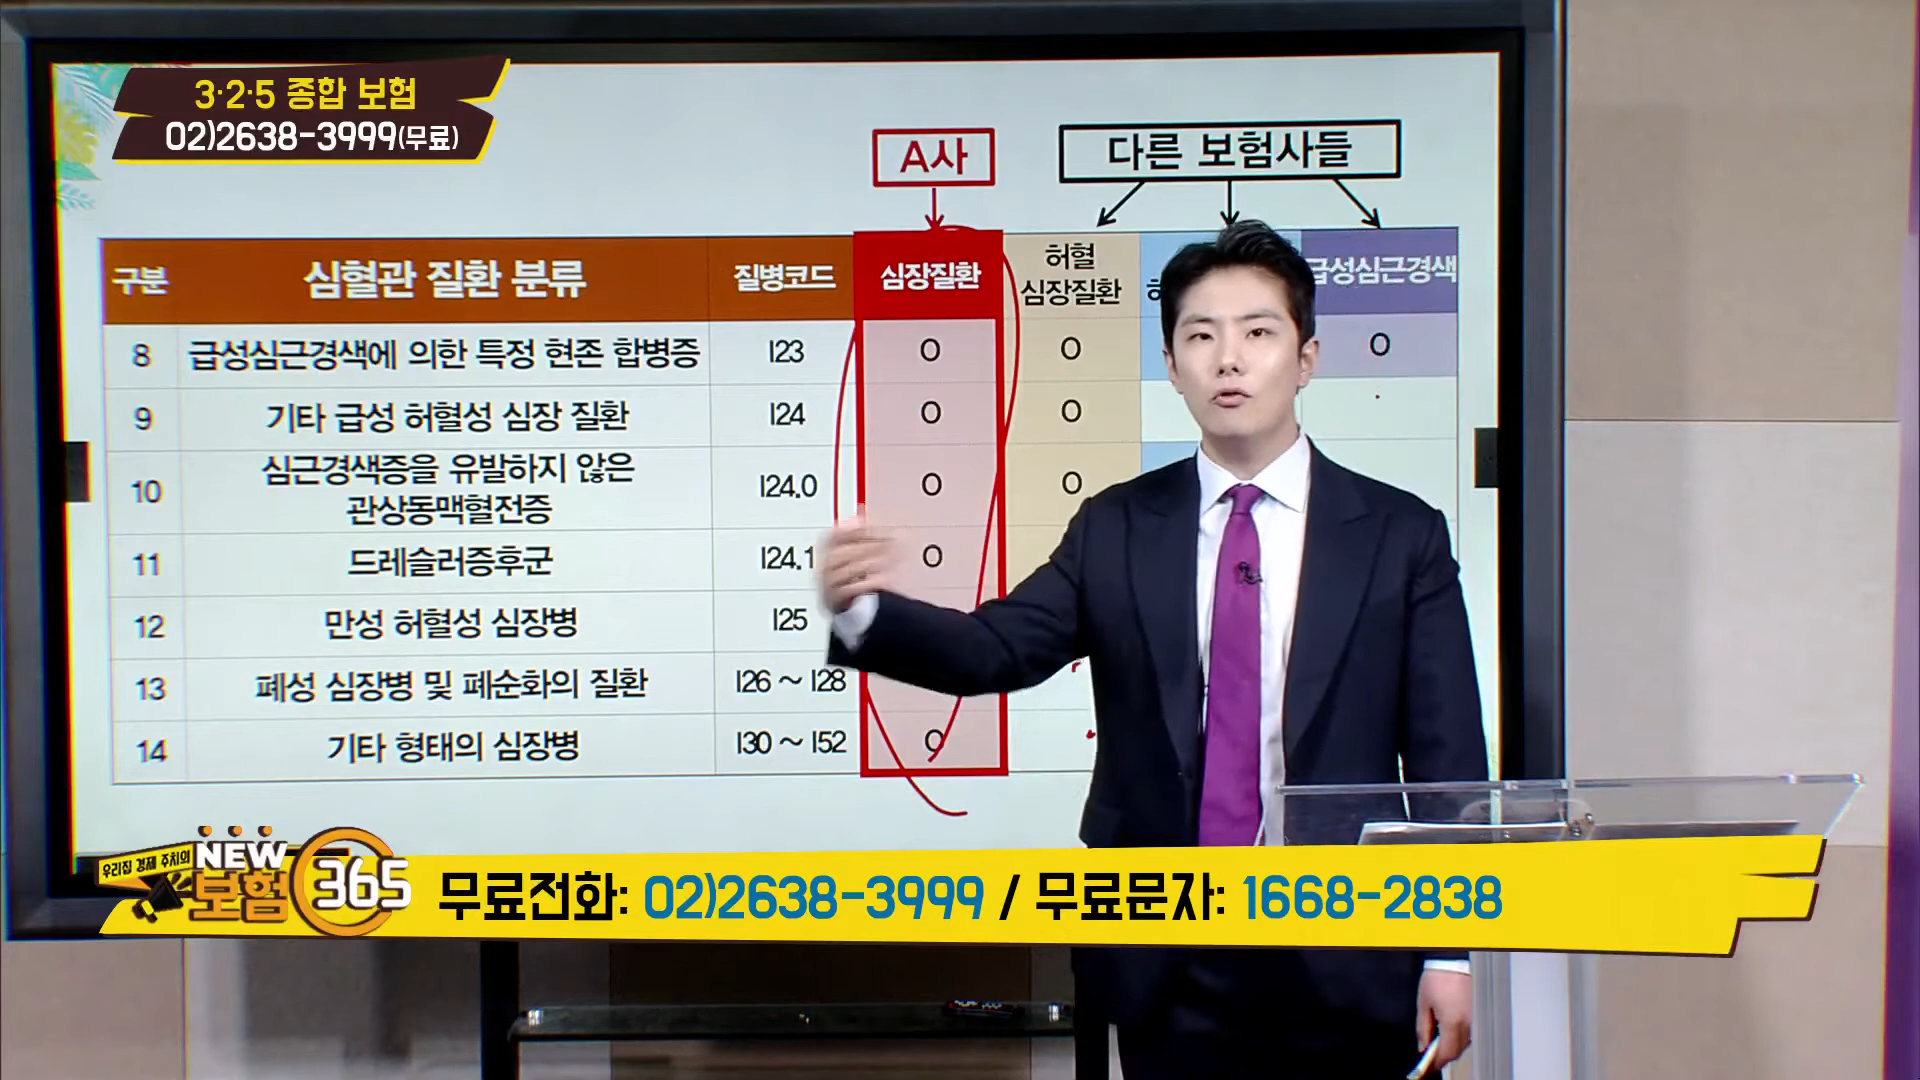 3·2·5 종합 보험
02)2638-3999(무료)
A사
다른 보험사들
구분 심혈관 질환 분류 질병코드 심장질환 허혈 심장질환 급성심근경색
8 급성심근경색에 의한 특정 현존 합병증 I23 O O O
9 기타 급성 허혈성 심장 질환 I24 O O
10 심근경색증을 유발하지 않은 관상동맥혈전증 I24.0 O O
11 드레슬러증후군 I24.1 O
12 만성 허혈성 심장병 I25
13 폐성 심장병 및 폐순화의 질환 I26 ~ I28
14 기타 형태의 심장병 I30 ~ I52 O
우리집 경제 주치의
NEW
보험 365
무료전화: 02)2638-3999 / 무료문자: 1668-2838